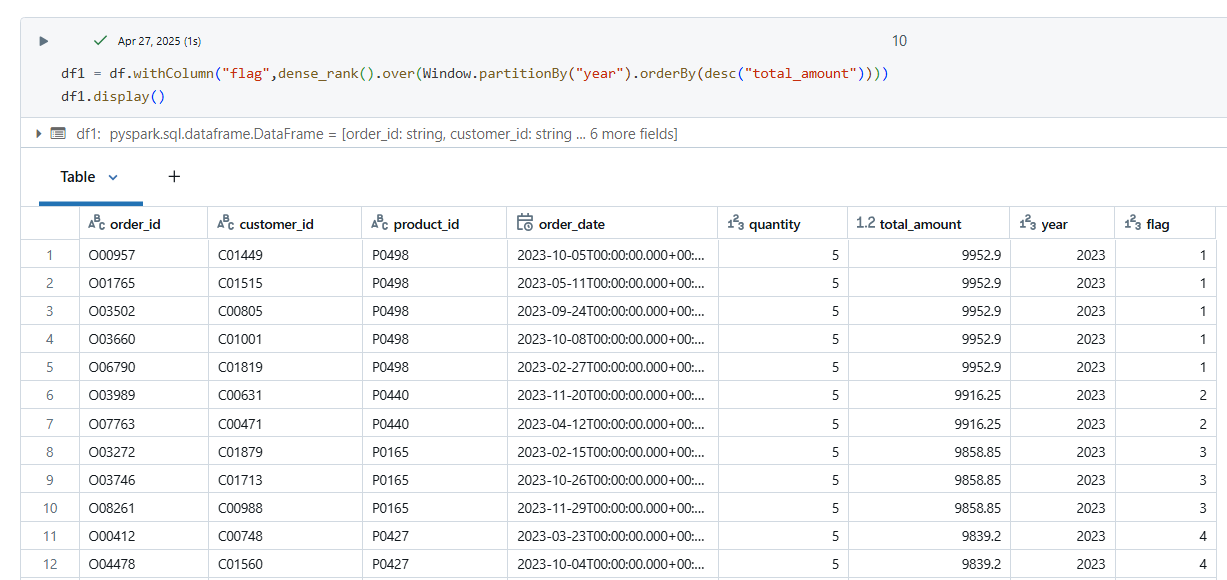 Apr 27, 2025 (1s) 10
df1 = df.withColumn("flag",dense_rank().over(Window.partitionBy("year").orderBy(desc("total_amount"))))
df1.display()
df1: pyspark.sql.dataframe.DataFrame = [order_id: string, customer_id: string ... 6 more fields]
Table +
order_id customer_id product_id order_date quantity 1.2 total_amount year flag
1 O00957 C01449 P0498 2023-10-05T00:00:00.000+00:... 5 9952.9 2023 1
2 O01765 C01515 P0498 2023-05-11T00:00:00.000+00:... 5 9952.9 2023 1
3 O03502 C00805 P0498 2023-09-24T00:00:00.000+00:... 5 9952.9 2023 1
4 O03660 C01001 P0498 2023-10-08T00:00:00.000+00:... 5 9952.9 2023 1
5 O06790 C01819 P0498 2023-02-27T00:00:00.000+00:... 5 9952.9 2023 1
6 O03989 C00631 P0440 2023-11-20T00:00:00.000+00:... 5 9916.25 2023 2
7 O07763 C00471 P0440 2023-04-12T00:00:00.000+00:... 5 9916.25 2023 2
8 O03272 C01879 P0165 2023-02-15T00:00:00.000+00:... 5 9858.85 2023 3
9 O03746 C01713 P0165 2023-10-26T00:00:00.000+00:... 5 9858.85 2023 3
10 O08261 C00988 P0165 2023-11-29T00:00:00.000+00:... 5 9858.85 2023 3
11 O00412 C00748 P0427 2023-03-23T00:00:00.000+00:... 5 9839.2 2023 4
12 O04478 C01560 P0427 2023-10-04T00:00:00.000+00:... 5 9839.2 2023 4